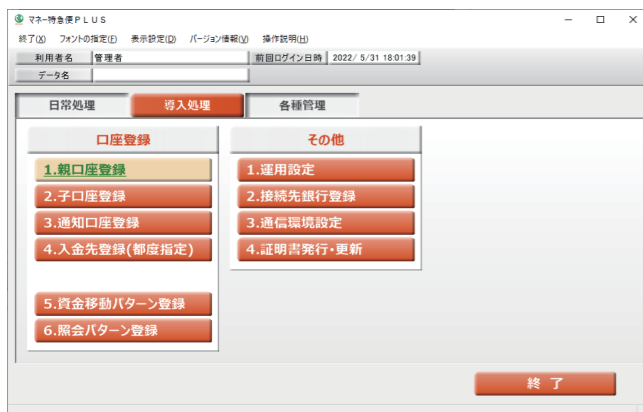 マネー特急便PLUS
終了(X) フォントの指定(F) 表示設定(D) バージョン情報(V) 操作説明(H)
利用者名 管理者 前回ログイン日時 2022/ 5/31 18:01:39
データ名
日常処理 導入処理 各種管理
口座登録 その他
1.親口座登録 1.運用設定
2.子口座登録 2.接続先銀行登録
3.通知口座登録 3.通信環境設定
4.入金先登録(都度指定) 4.証明書発行・更新
5.資金移動パターン登録
6.照会パターン登録
終 了